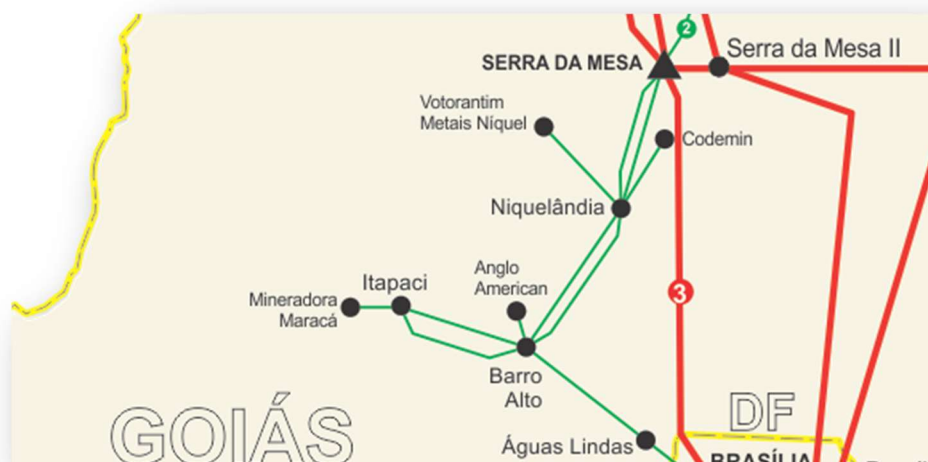 2
SERRA DA MESA
Serra da Mesa II
Votorantim
Metais Níquel
Codemin
Niquelândia
Anglo
American
Itapaci
Mineradora
Maracá
3
Barro
Alto
DF
GOIÁS
Águas Lindas
BRASÍLIA